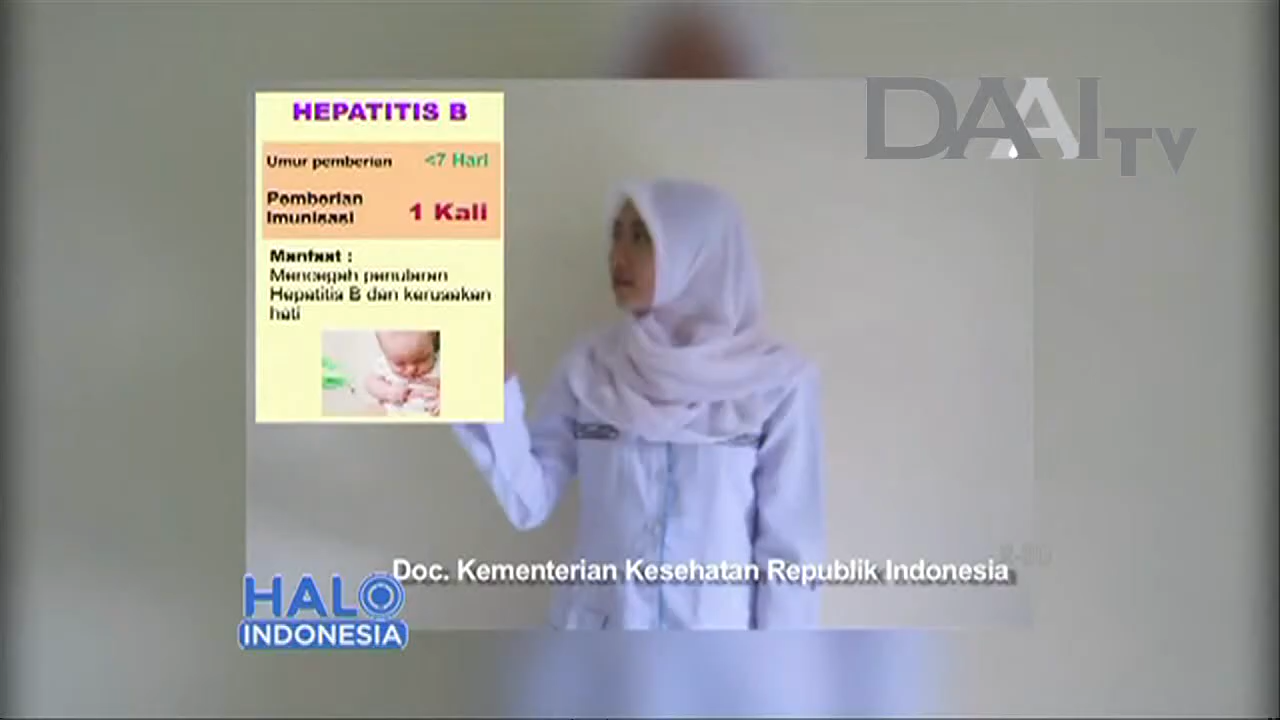 HEPATITIS B
Umur pemberian <7 Hari
Pemberian
Imunisasi 1 Kali
Manfaat :
Mencegah penularan
Hepatitis B dan kerusakan
hati
DAAI TV
Doc. Kementerian Kesehatan Republik Indonesia
HALO
INDONESIA